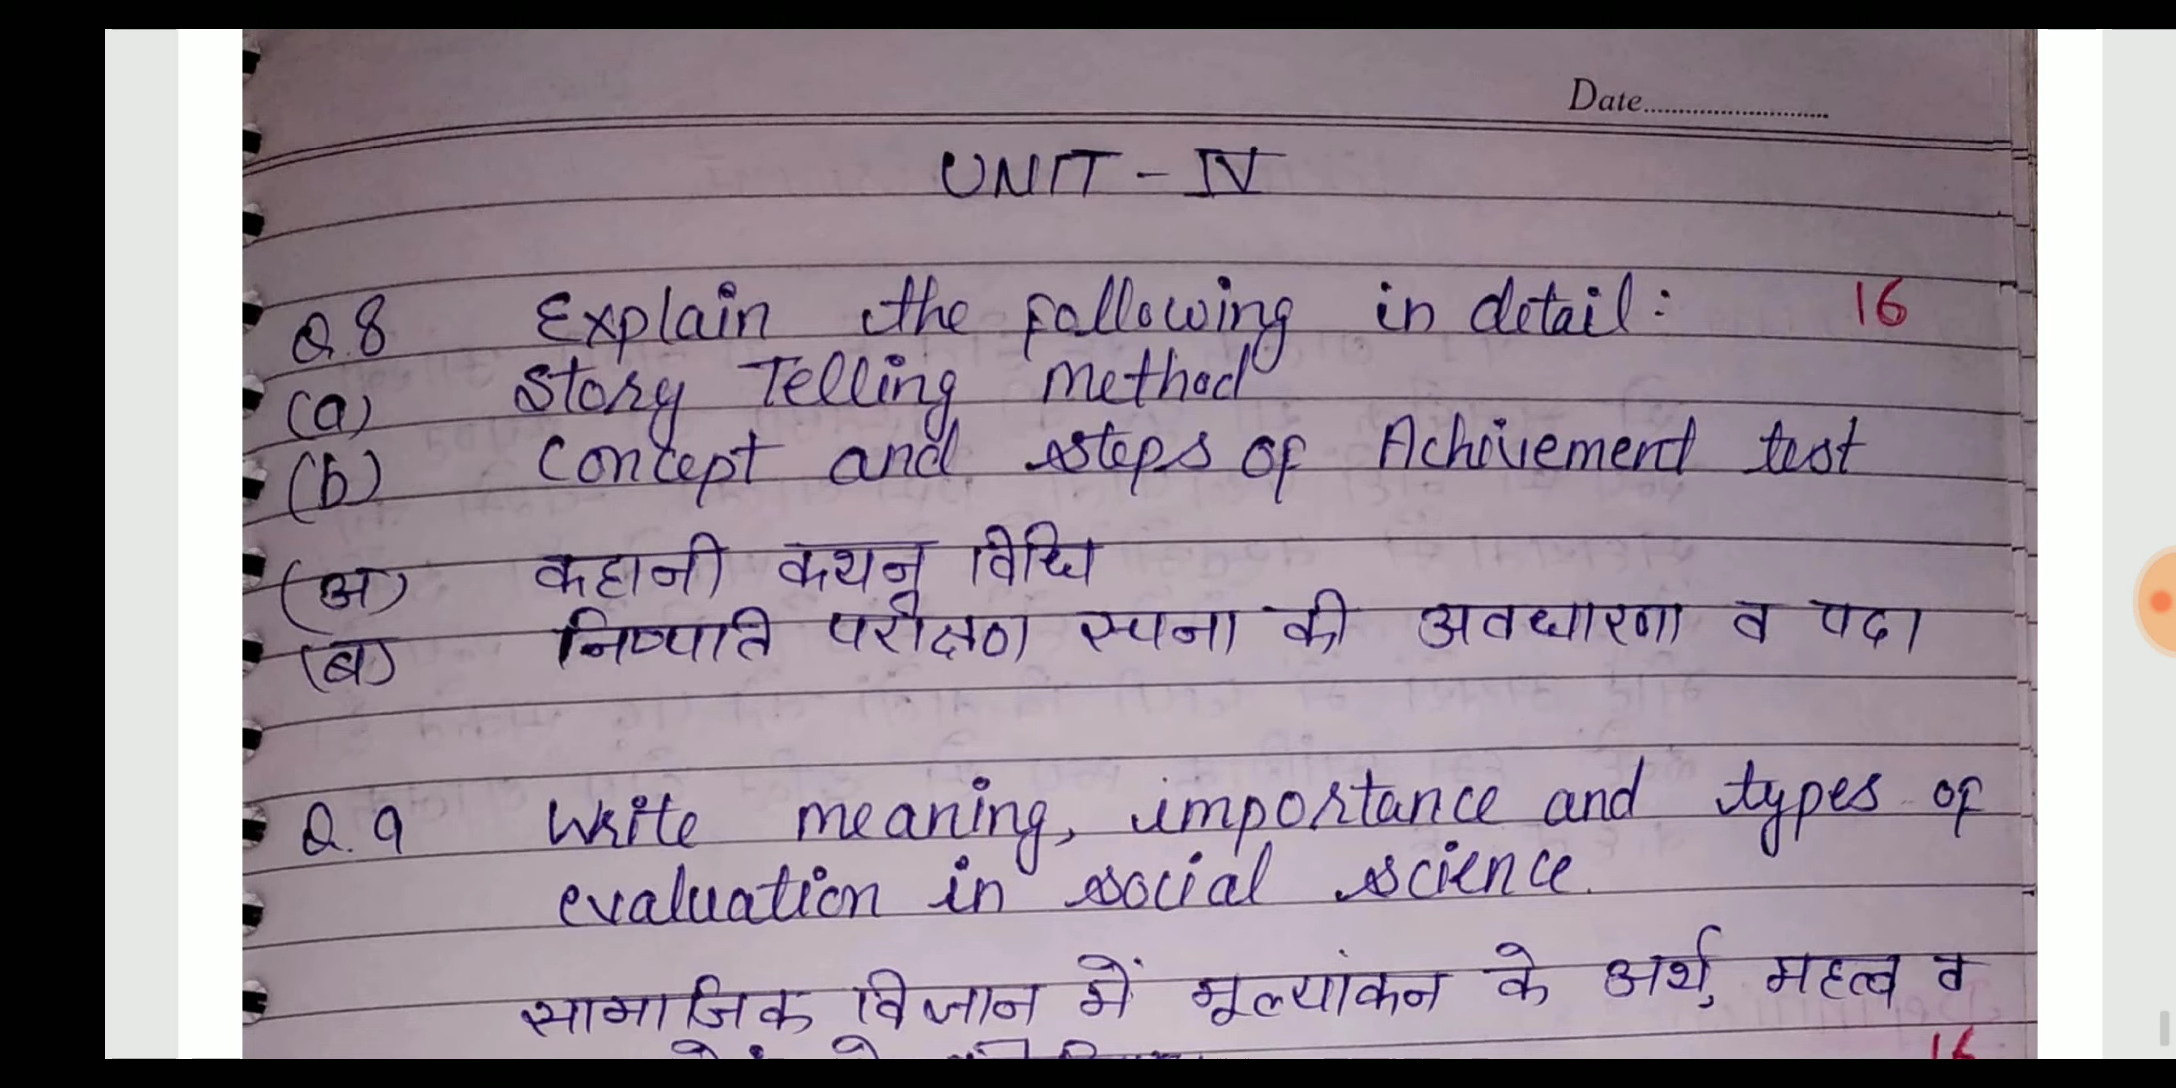 Date
UNIT - IV
Q.8 Explain the following in detail: 16
(a) Story Telling Method
(b) Concept and steps of Achivement test
(अ) कहानी कथन विधि
(ब) निष्पाति परीक्षण रचना की अवधारणा व पद।
Q.9 Write meaning, importance and types of
evaluation in social science.
सामाजिक विज्ञान में मूल्यांकन के अर्थ, महत्व व
16